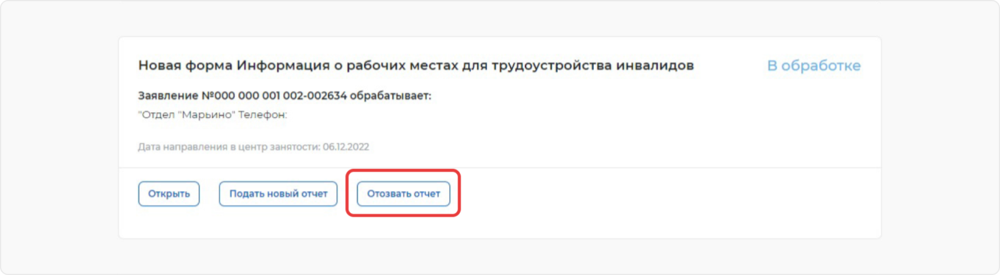 Новая форма Информация о рабочих местах для трудоустройства инвалидов
В обработке
Заявление №000 000 001 002-002634 обрабатывает:
"Отдел "Марьино" Телефон:
Дата направления в центр занятости: 06.12.2022
Открыть
Подать новый отчет
Отозвать отчет